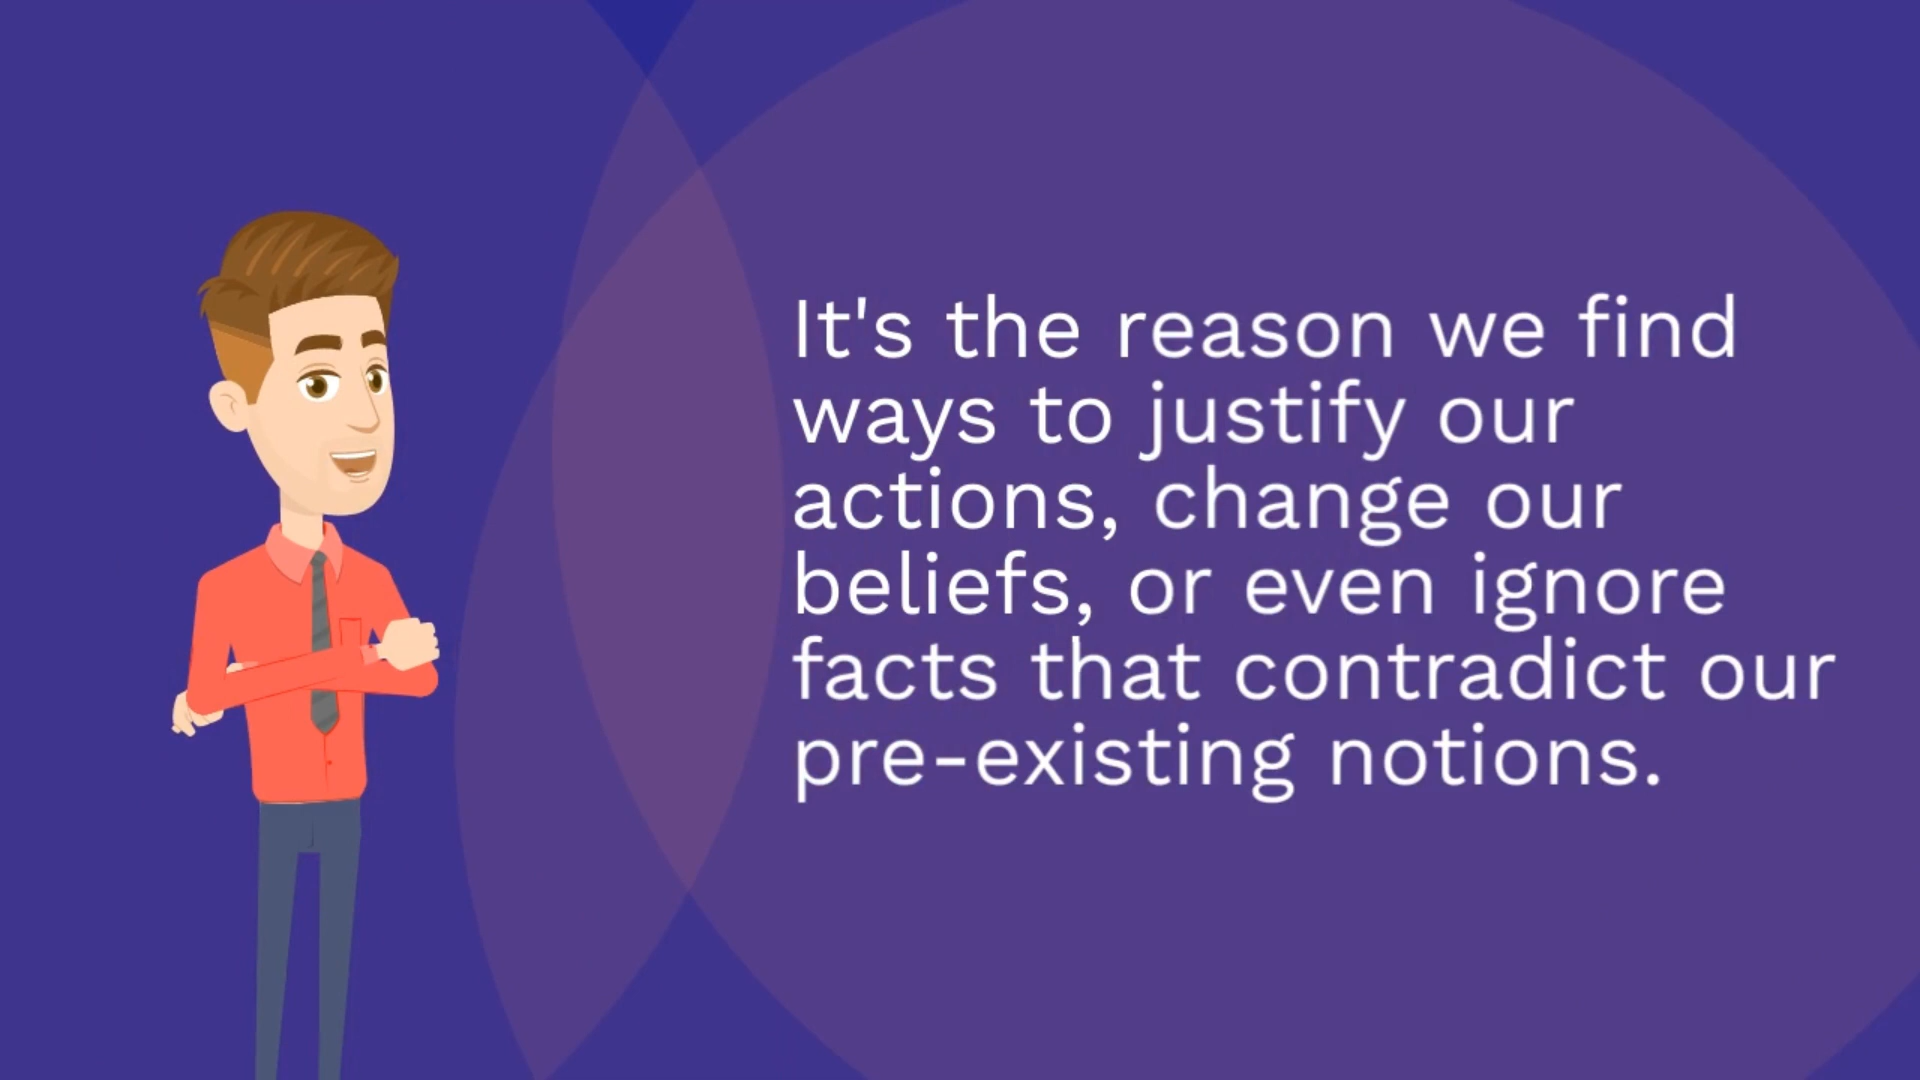 It's the reason we find
ways to justify our
actions, change our
beliefs, or even ignore
facts that contradict our
pre-existing notions.